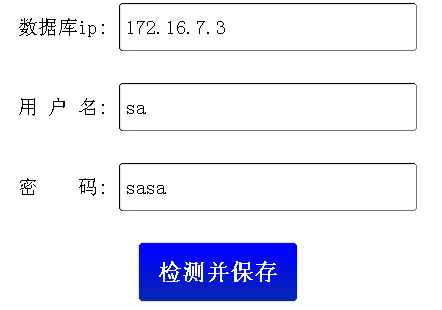 数据库ip: 172.16.7.3
用 户 名: sa
密 码: sasa
检测并保存